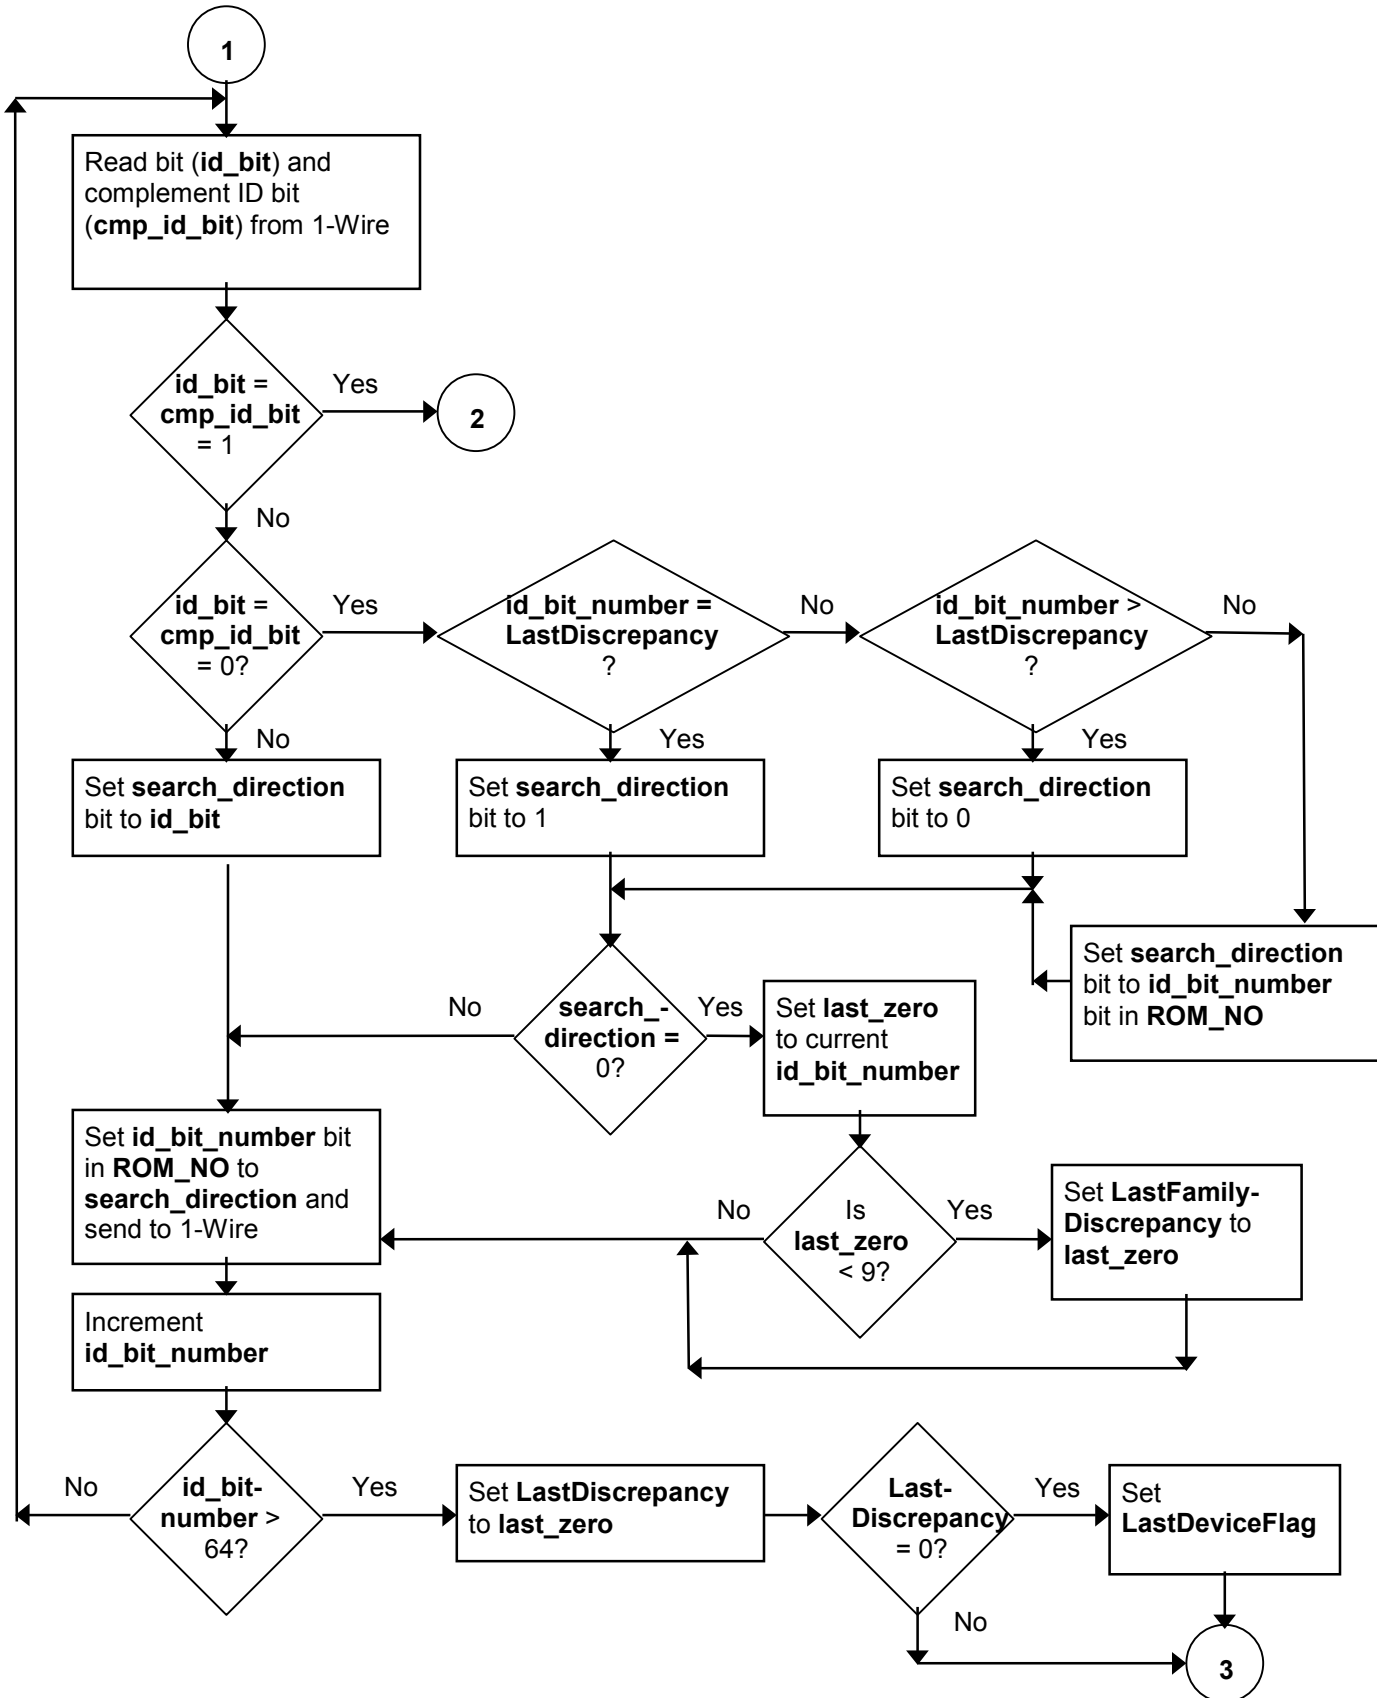 1
Read bit (id_bit) and
complement ID bit
(cmp_id_bit) from 1-Wire
id_bit =
cmp_id_bit
= 1
Yes
2
No
id_bit =
cmp_id_bit
= 0?
Yes
id_bit_number =
LastDiscrepancy
?
No
id_bit_number >
LastDiscrepancy
?
No
No
Yes
Yes
Set search_direction
bit to id_bit
Set search_direction
bit to 1
Set search_direction
bit to 0
Set search_direction
bit to id_bit_number
bit in ROM_NO
No
search_-
direction =
0?
Yes
Set last_zero
to current
id_bit_number
Set id_bit_number bit
in ROM_NO to
search_direction and
send to 1-Wire
No
Is
last_zero
< 9?
Yes
Set LastFamily-
Discrepancy to
last_zero
Increment
id_bit_number
No
id_bit-
number >
64?
Yes
Set LastDiscrepancy
to last_zero
Last-
Discrepancy
= 0?
Yes
Set
LastDeviceFlag
No
3